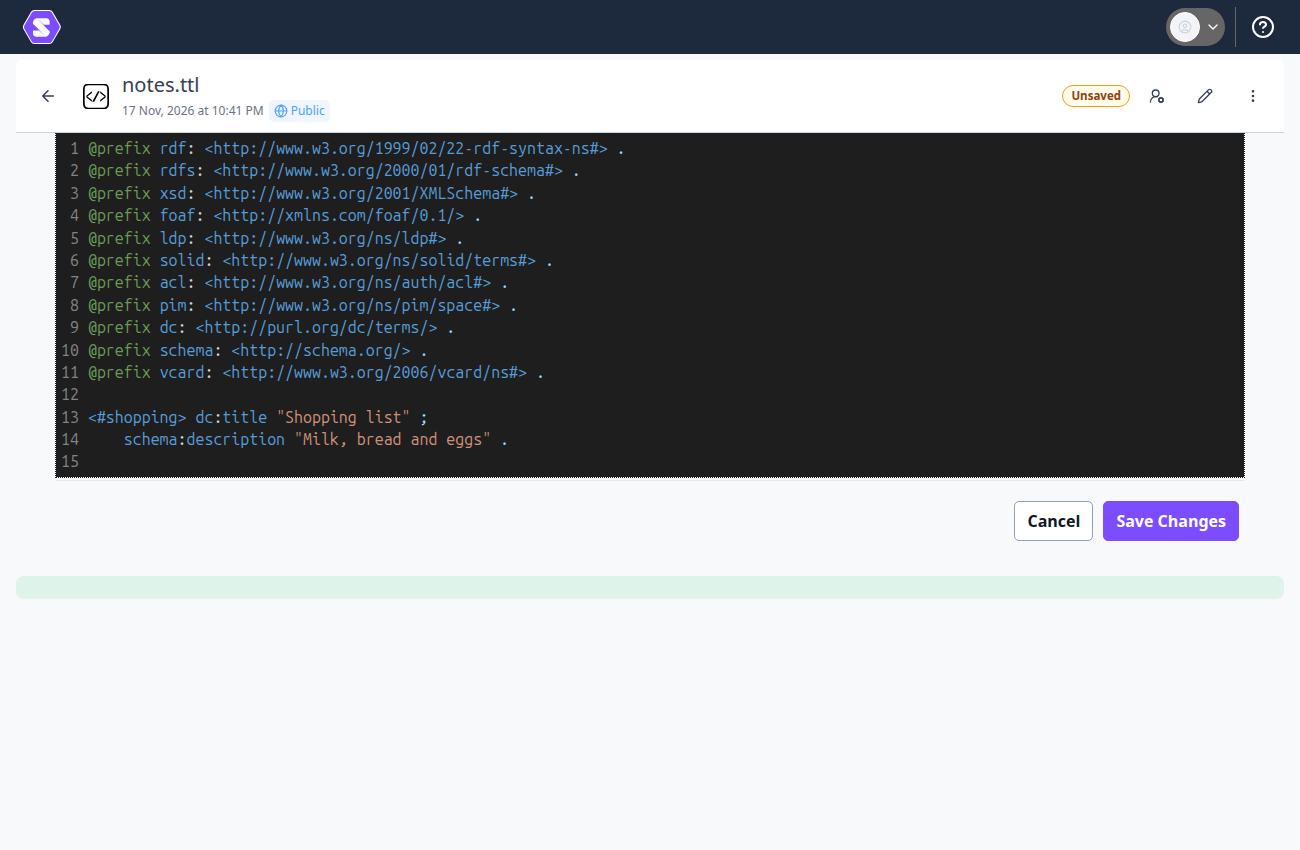 notes.ttl
17 Nov, 2026 at 10:41 PM Public
Unsaved
1 @prefix rdf: <http://www.w3.org/1999/02/22-rdf-syntax-ns#> .
2 @prefix rdfs: <http://www.w3.org/2000/01/rdf-schema#> .
3 @prefix xsd: <http://www.w3.org/2001/XMLSchema#> .
4 @prefix foaf: <http://xmlns.com/foaf/0.1/> .
5 @prefix ldp: <http://www.w3.org/ns/ldp#> .
6 @prefix solid: <http://www.w3.org/ns/solid/terms#> .
7 @prefix acl: <http://www.w3.org/ns/auth/acl#> .
8 @prefix pim: <http://www.w3.org/ns/pim/space#> .
9 @prefix dc: <http://purl.org/dc/terms/> .
10 @prefix schema: <http://schema.org/> .
11 @prefix vcard: <http://www.w3.org/2006/vcard/ns#> .
12
13 <#shopping> dc:title "Shopping list" ;
14     schema:description "Milk, bread and eggs" .
15
Cancel Save Changes